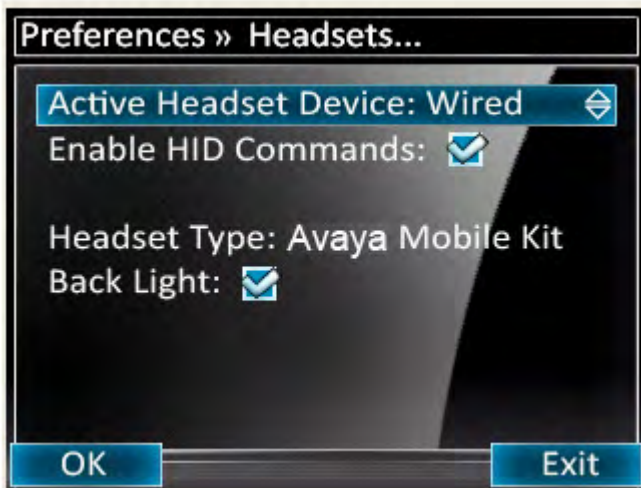 Preferences » Headsets...
Active Headset Device: Wired
Enable HID Commands:
Headset Type: Avaya Mobile Kit
Back Light:
OK
Exit